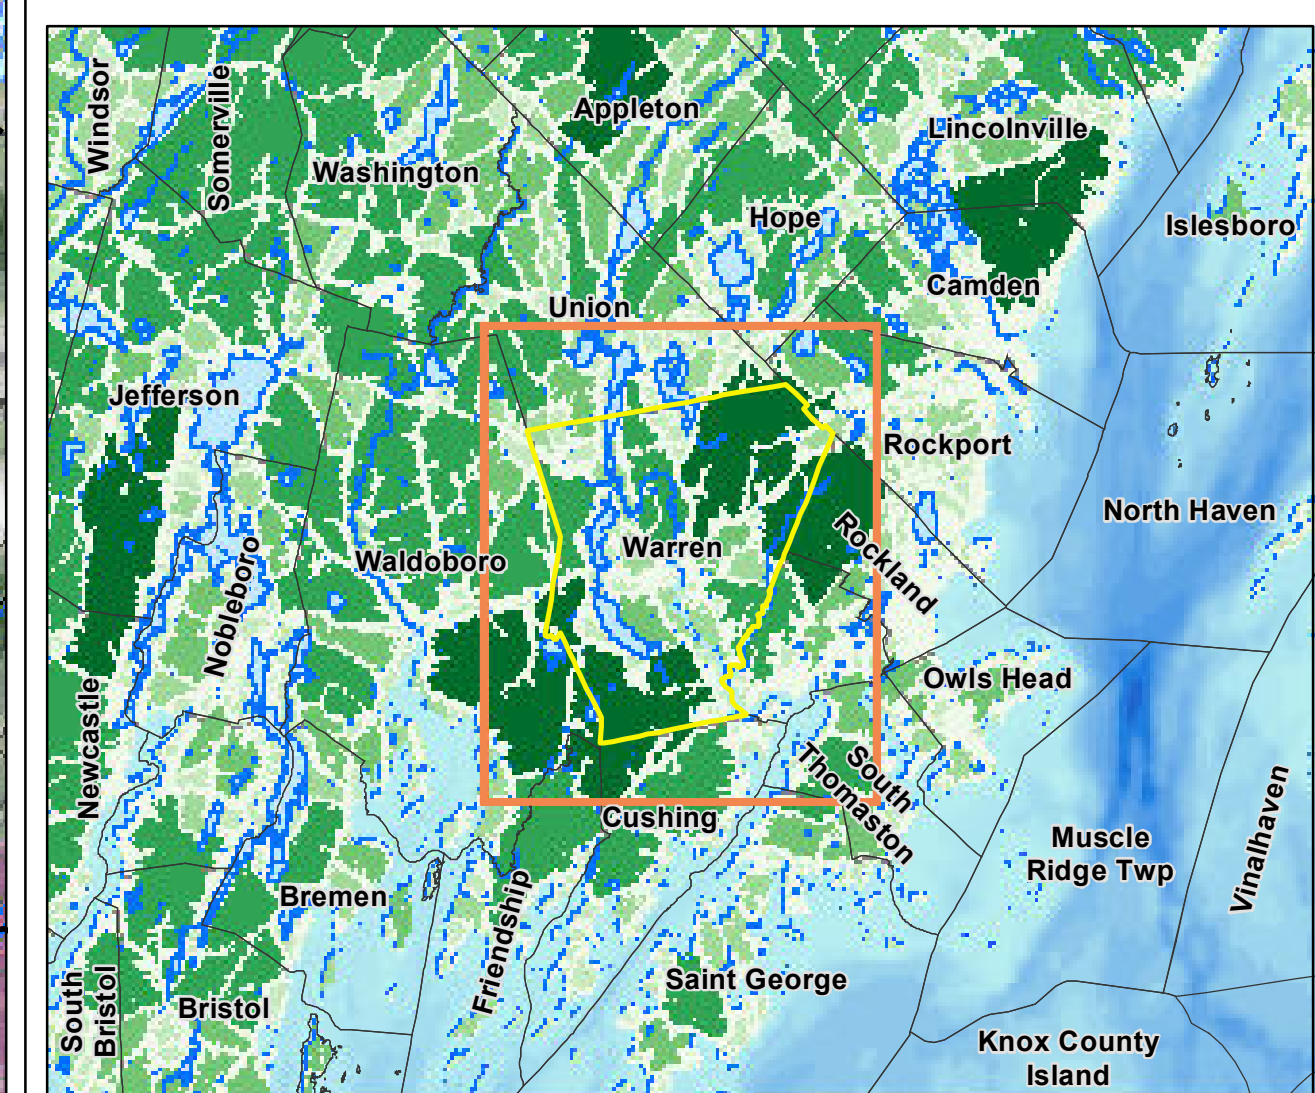 Windsor
Somerville
Appleton
Lincolnville
Washington
Hope
Islesboro
Camden
Union
Jefferson
Rockport
North Haven
Warren
Waldoboro
Rockland
Nobleboro
Owls Head
Newcastle
South
Thomaston
Cushing
Muscle
Ridge Twp
Vinalhaven
Bremen
Friendship
Saint George
South
Bristol
Bristol
Knox County
Island